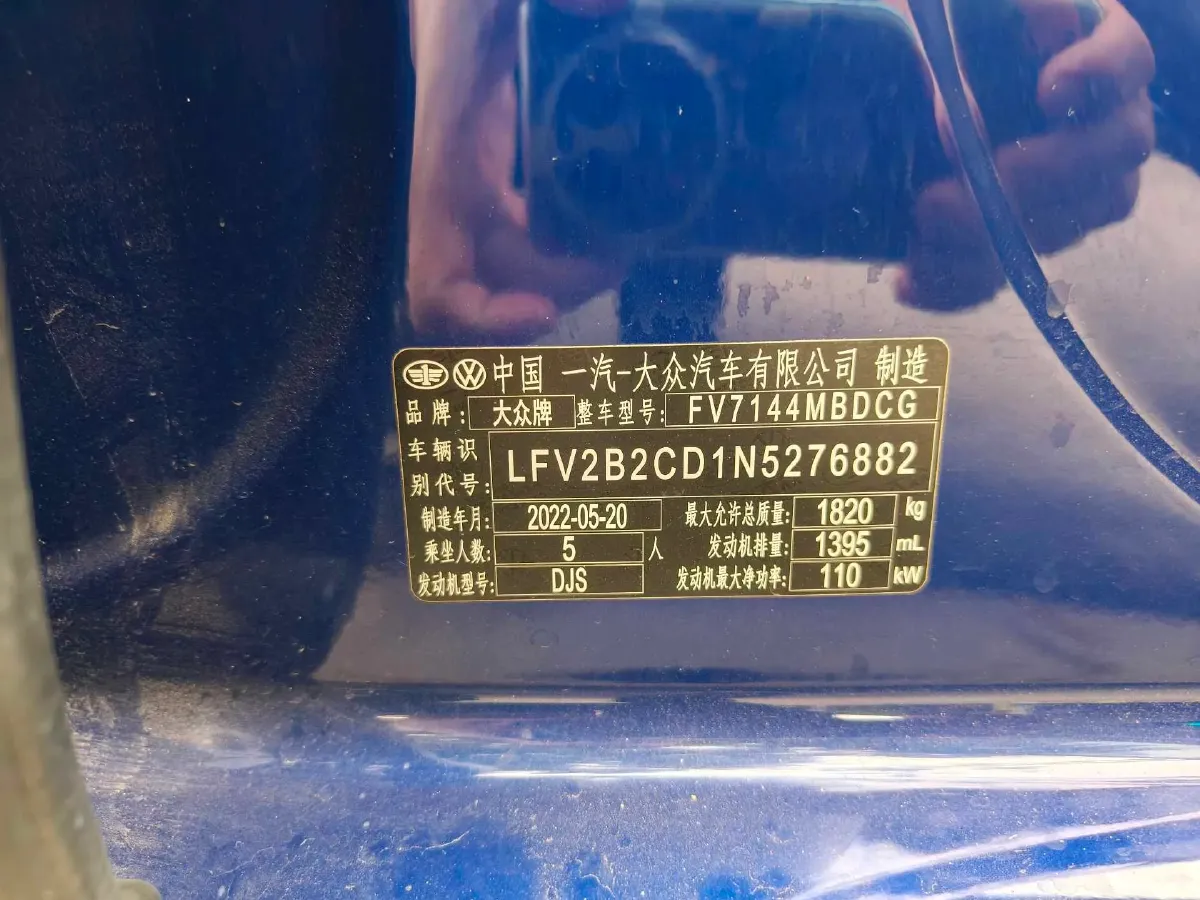 中国 一汽-大众汽车有限公司 制造
品牌: 大众牌 整车型号: FV7144MBDCG
车辆识别代号: LFV2B2CD1N5276882
制造年月: 2022-05-20 最大允许总质量: 1820 kg
乘坐人数: 5 人 发动机排量: 1395 mL
发动机型号: DJS 发动机最大净功率: 110 kW